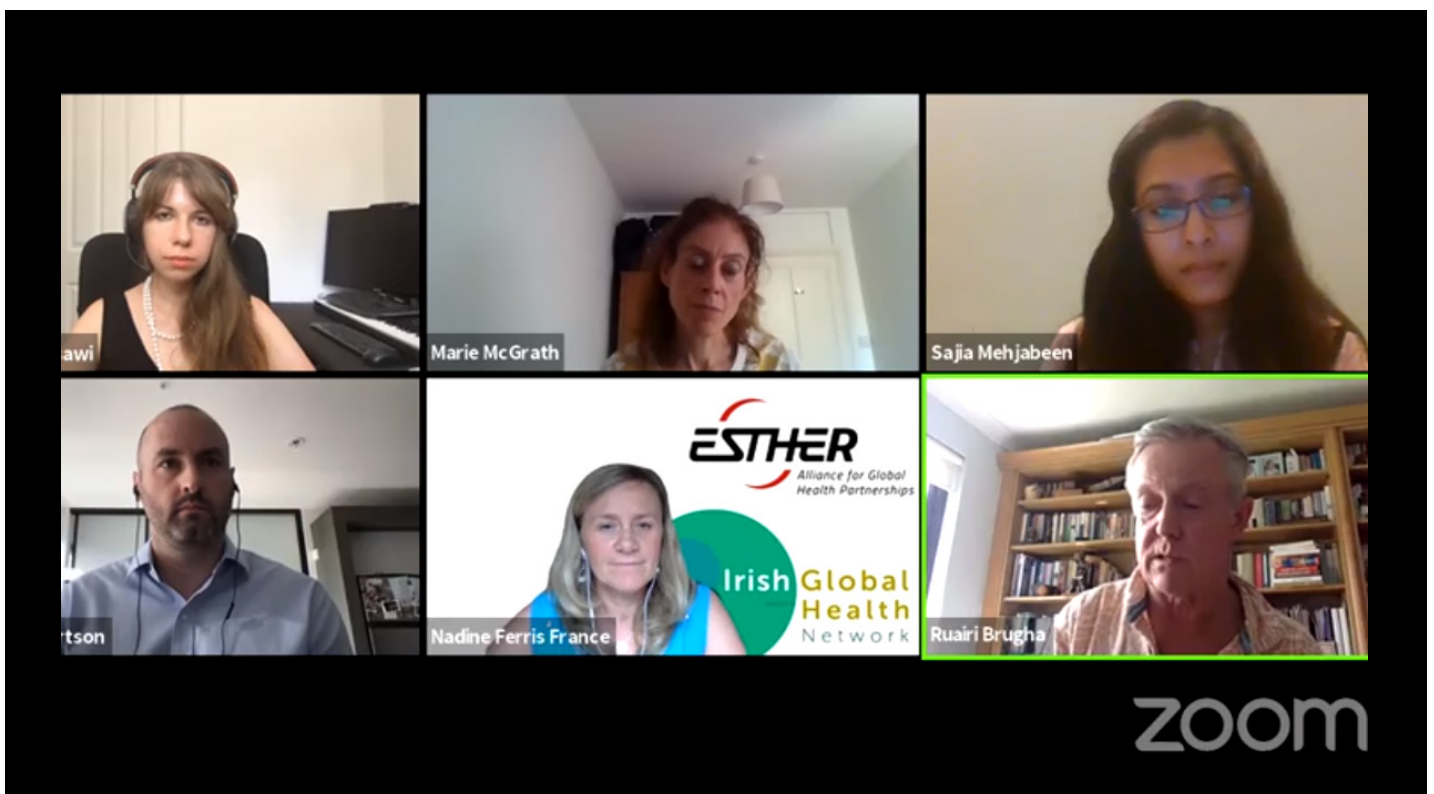 awi
Marie McGrath
Sajia Mehjabeen
ESTHER
Alliance for Global
Health Partnerships
Irish Global
Health
Network
rtson
Nadine Ferris France
Ruairi Brugha
zoom